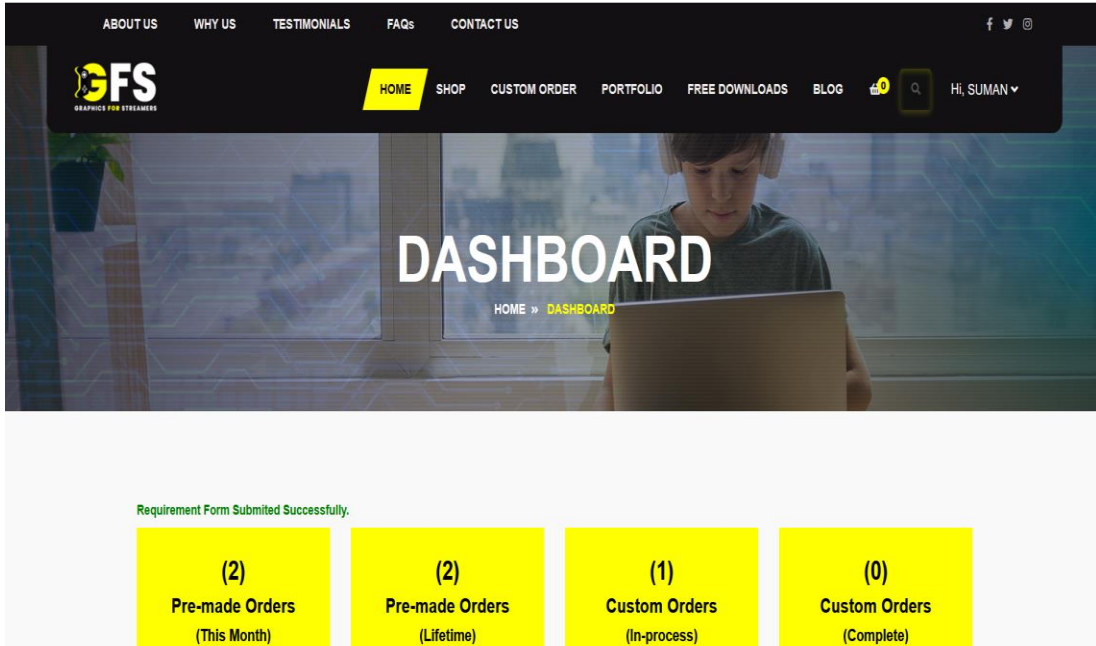 ABOUT US WHY US TESTIMONIALS FAQs CONTACT US
GFS
GRAPHICS FOR STREAMERS
HOME SHOP CUSTOM ORDER PORTFOLIO FREE DOWNLOADS BLOG 0 Hi, SUMAN
DASHBOARD
HOME » DASHBOARD
Requirement Form Submited Successfully.
(2) (2) (1) (0)
Pre-made Orders Pre-made Orders Custom Orders Custom Orders
(This Month) (Lifetime) (In-process) (Complete)